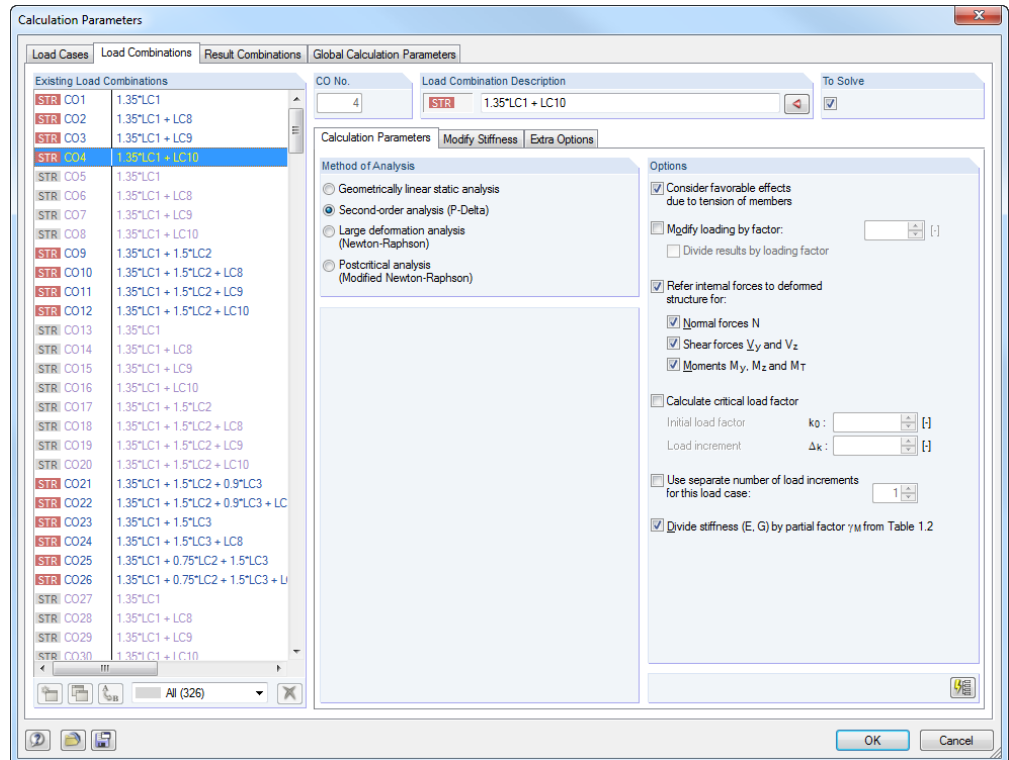 Calculation Parameters
Load Cases
Load Combinations
Result Combinations
Global Calculation Parameters
Existing Load Combinations
STR CO1 1.35*LC1
STR CO2 1.35*LC1 + LC8
STR CO3 1.35*LC1 + LC9
STR CO4 1.35*LC1 + LC10
STR CO5 1.35*LC1
STR CO6 1.35*LC1 + LC8
STR CO7 1.35*LC1 + LC9
STR CO8 1.35*LC1 + LC10
STR CO9 1.35*LC1 + 1.5*LC2
STR CO10 1.35*LC1 + 1.5*LC2 + LC8
STR CO11 1.35*LC1 + 1.5*LC2 + LC9
STR CO12 1.35*LC1 + 1.5*LC2 + LC10
STR CO13 1.35*LC1
STR CO14 1.35*LC1 + LC8
STR CO15 1.35*LC1 + LC9
STR CO16 1.35*LC1 + LC10
STR CO17 1.35*LC1 + 1.5*LC2
STR CO18 1.35*LC1 + 1.5*LC2 + LC8
STR CO19 1.35*LC1 + 1.5*LC2 + LC9
STR CO20 1.35*LC1 + 1.5*LC2 + LC10
STR CO21 1.35*LC1 + 1.5*LC2 + 0.9*LC3
STR CO22 1.35*LC1 + 1.5*LC2 + 0.9*LC3 + LC
STR CO23 1.35*LC1 + 1.5*LC3
STR CO24 1.35*LC1 + 1.5*LC3 + LC8
STR CO25 1.35*LC1 + 0.75*LC2 + 1.5*LC3
STR CO26 1.35*LC1 + 0.75*LC2 + 1.5*LC3 + L
STR CO27 1.35*LC1
STR CO28 1.35*LC1 + LC8
STR CO29 1.35*LC1 + LC9
STR CO30 1.35*LC1 + LC10
All (326)
CO No.
4
Load Combination Description
STR 1.35*LC1 + LC10
To Solve
Calculation Parameters
Modify Stiffness
Extra Options
Method of Analysis
Geometrically linear static analysis
Second-order analysis (P-Delta)
Large deformation analysis
(Newton-Raphson)
Postcritical analysis
(Modified Newton-Raphson)
Options
Consider favorable effects
due to tension of members
Modify loading by factor: [-]
Divide results by loading factor
Refer internal forces to deformed
structure for:
Normal forces N
Shear forces Vy and Vz
Moments My, Mz and MT
Calculate critical load factor
Initial load factor k0 : [-]
Load increment Δk : [-]
Use separate number of load increments
for this load case: 1
Divide stiffness (E, G) by partial factor γM from Table 1.2
OK
Cancel